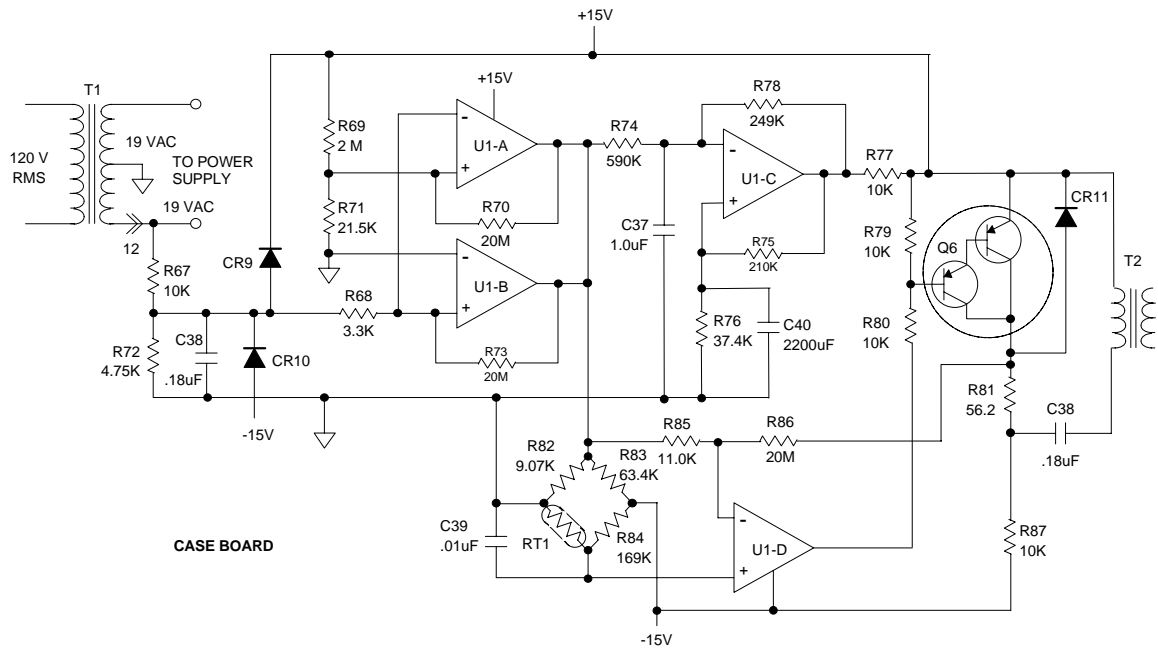 +15V
T1
+15V
R78
249K
R69
2 M
-
U1-A
+
R74
590K
-
U1-C
+
R77
10K
CR11
120 V
RMS
19 VAC
TO POWER
SUPPLY
19 VAC
12
R71
21.5K
R70
20M
C37
1.0uF
R75
210K
R79
10K
Q6
T2
R67
10K
CR9
-
U1-B
+
R68
3.3K
R76
37.4K
C40
2200uF
R80
10K
R72
4.75K
C38
.18uF
CR10
R73
20M
-15V
R81
56.2
C38
.18uF
R82
9.07K
R83
63.4K
R85
11.0K
R86
20M
C39
.01uF
RT1
R84
169K
-
U1-D
+
R87
10K
CASE BOARD
-15V